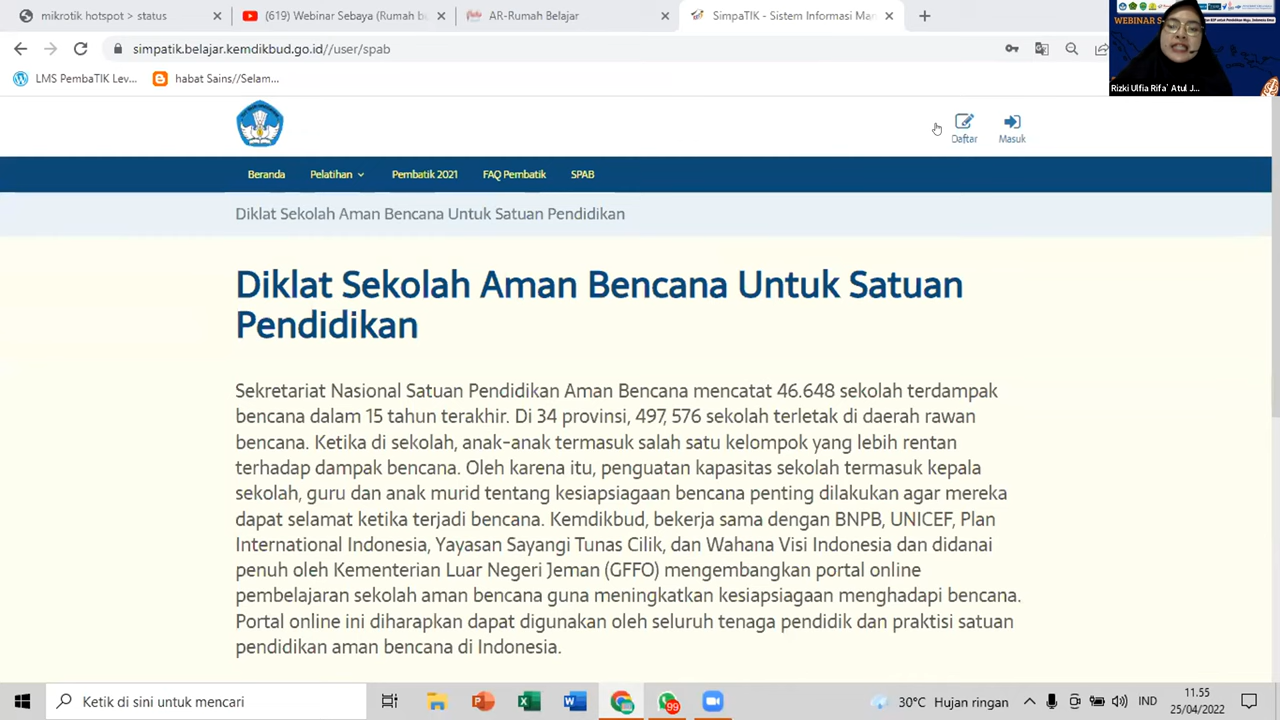 mikrotik hotspot > status
(619) Webinar Sebaya (Rumah b
AR-Rumah Belajar
SimpaTIK - Sistem Informasi Man
simpatik.belajar.kemdikbud.go.id//user/spab
LMS PembaTIK Lev...
habat Sains//Selam...
Rizki Ulfia Rifa' Atul J...
Daftar
Masuk
Beranda Pelatihan Pembatik 2021 FAQ Pembatik SPAB
Diklat Sekolah Aman Bencana Untuk Satuan Pendidikan
Diklat Sekolah Aman Bencana Untuk Satuan
Pendidikan
Sekretariat Nasional Satuan Pendidikan Aman Bencana mencatat 46.648 sekolah terdampak
bencana dalam 15 tahun terakhir. Di 34 provinsi, 497, 576 sekolah terletak di daerah rawan
bencana. Ketika di sekolah, anak-anak termasuk salah satu kelompok yang lebih rentan
terhadap dampak bencana. Oleh karena itu, penguatan kapasitas sekolah termasuk kepala
sekolah, guru dan anak murid tentang kesiapsiagaan bencana penting dilakukan agar mereka
dapat selamat ketika terjadi bencana. Kemdikbud, bekerja sama dengan BNPB, UNICEF, Plan
International Indonesia, Yayasan Sayangi Tunas Cilik, dan Wahana Visi Indonesia dan didanai
penuh oleh Kementerian Luar Negeri Jeman (GFFO) mengembangkan portal online
pembelajaran sekolah aman bencana guna meningkatkan kesiapsiagaan menghadapi bencana.
Portal online ini diharapkan dapat digunakan oleh seluruh tenaga pendidik dan praktisi satuan
pendidikan aman bencana di Indonesia.
Ketik di sini untuk mencari
99
30°C Hujan ringan
IND
11.55
25/04/2022